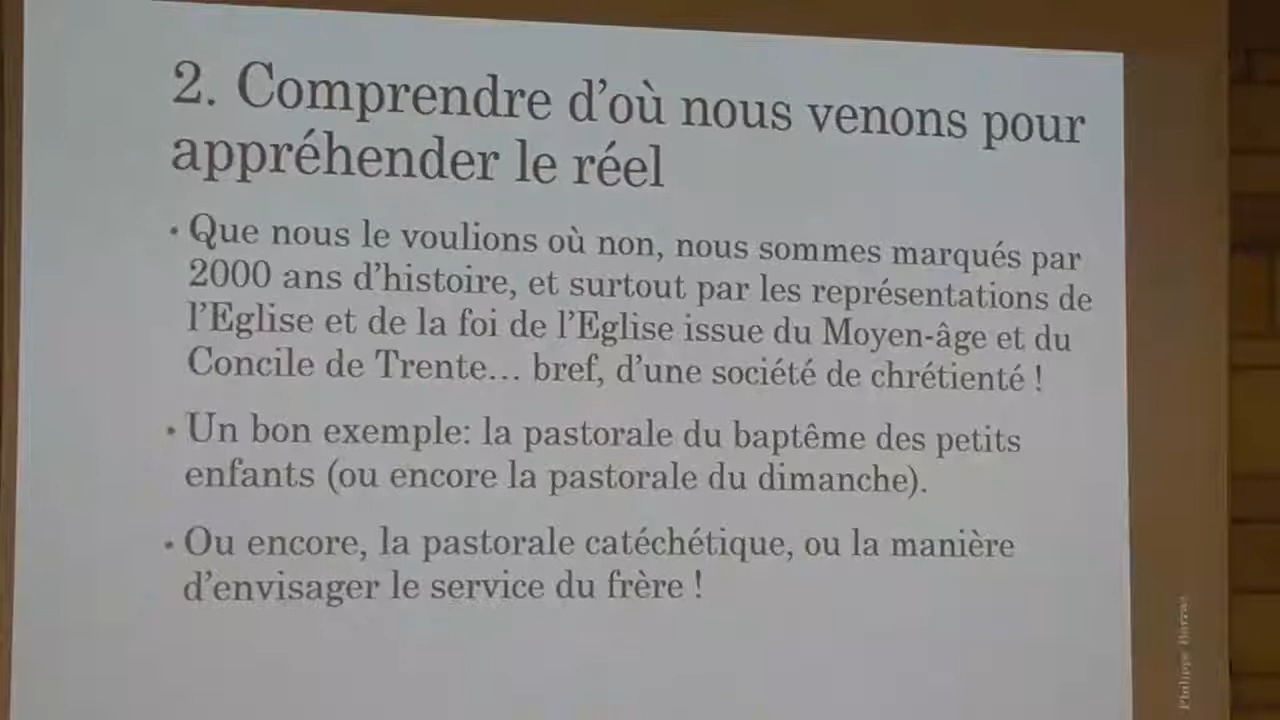 2. Comprendre d'où nous venons pour
appréhender le réel
• Que nous le voulions où non, nous sommes marqués par
2000 ans d'histoire, et surtout par les représentations de
l'Eglise et de la foi de l'Eglise issue du Moyen-âge et du
Concile de Trente... bref, d'une société de chrétienté !
• Un bon exemple: la pastorale du baptême des petits
enfants (ou encore la pastorale du dimanche).
• Ou encore, la pastorale catéchétique, ou la manière
d'envisager le service du frère !
Philippe